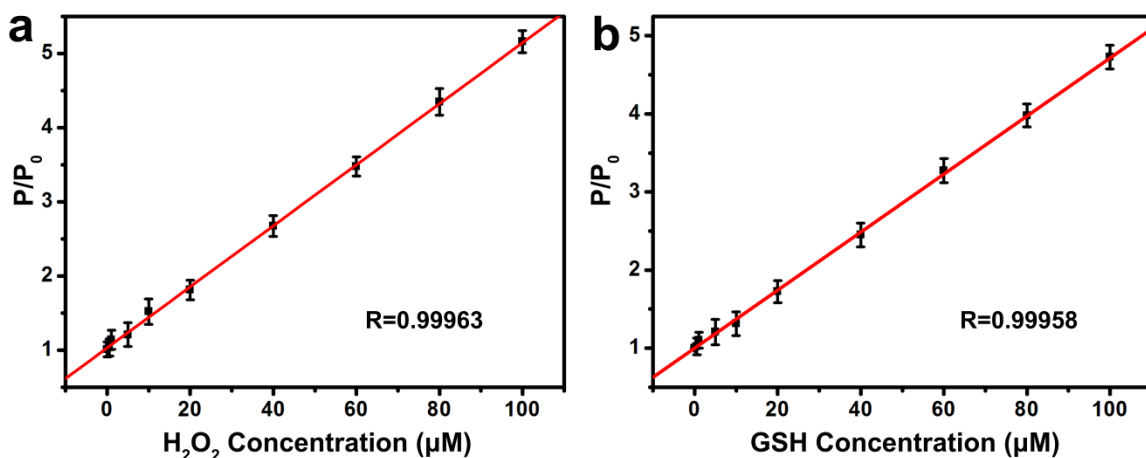 a
5
4
3
2
1
P/P₀
R=0.99963
0 20 40 60 80 100
H₂O₂ Concentration (μM)
b
5
4
3
2
1
P/P₀
R=0.99958
0 20 40 60 80 100
GSH Concentration (μM)